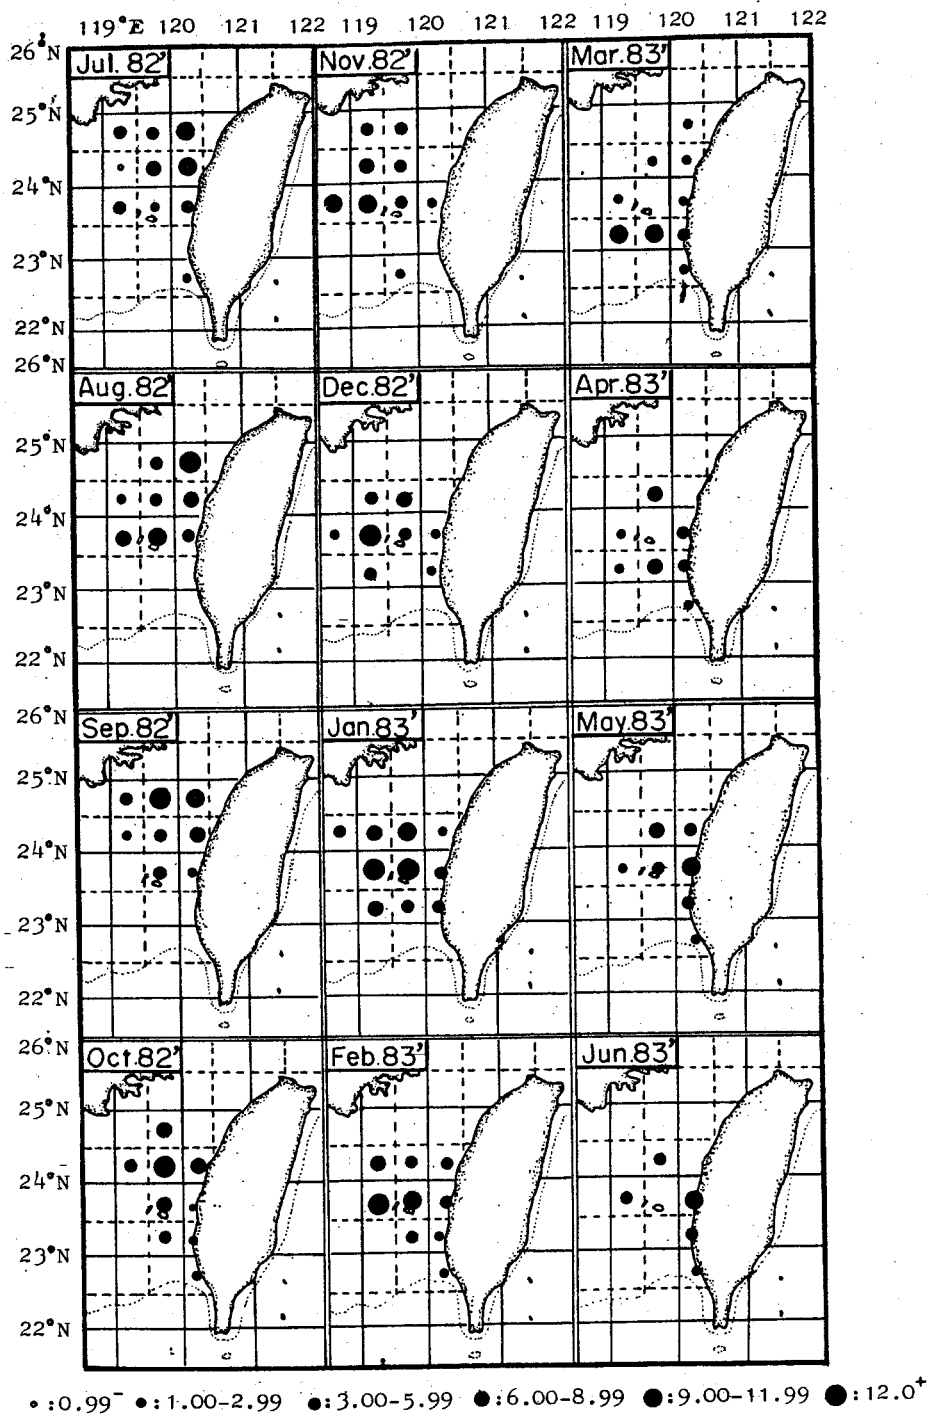 119°E 120 121 122 119 120 121 122 119 120 121 122
26°N
Jul. 82' Nov. 82' Mar. 83'
25°N
24°N
23°N
22°N
26°N
Aug. 82' Dec. 82' Apr. 83'
25°N
24°N
23°N
22°N
26°N
Sep. 82' Jan. 83' May. 83'
25°N
24°N
23°N
22°N
26°N
Oct. 82' Feb. 83' Jun. 83'
25°N
24°N
23°N
22°N
:0.99⁻ :1.00-2.99 :3.00-5.99 :6.00-8.99 :9.00-11.99 :12.0⁺